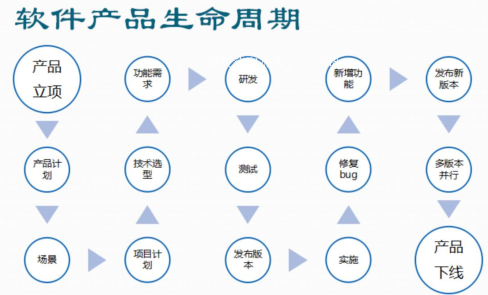 软件产品生命周期
产品
立项
功能需
求
研发
新增功
能
发布新
版本
产品计
划
技术选
型
测试
修复
bug
多版本
并行
场景
项目计
划
发布版
本
实施
产品
下线